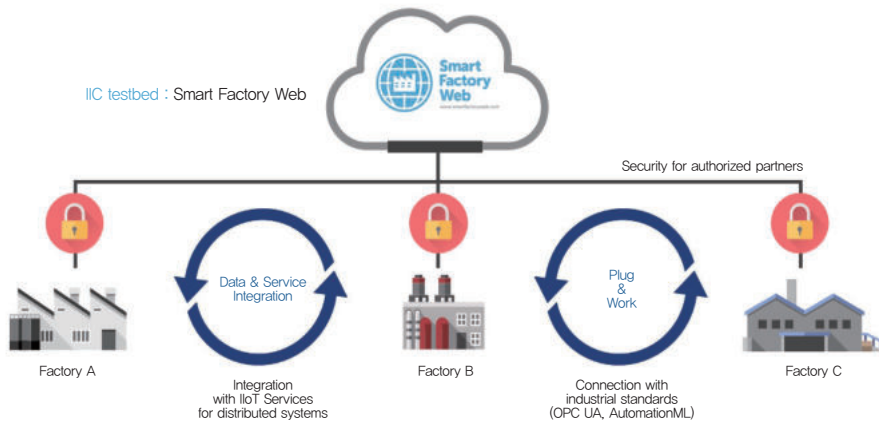 Smart
Factory
Web
IIC testbed : Smart Factory Web
Security for authorized partners
Data & Service
Integration
Plug
&
Work
Factory A
Factory B
Factory C
Integration
with IIoT Services
for distributed systems
Connection with
industrial standards
(OPC UA, AutomationML)